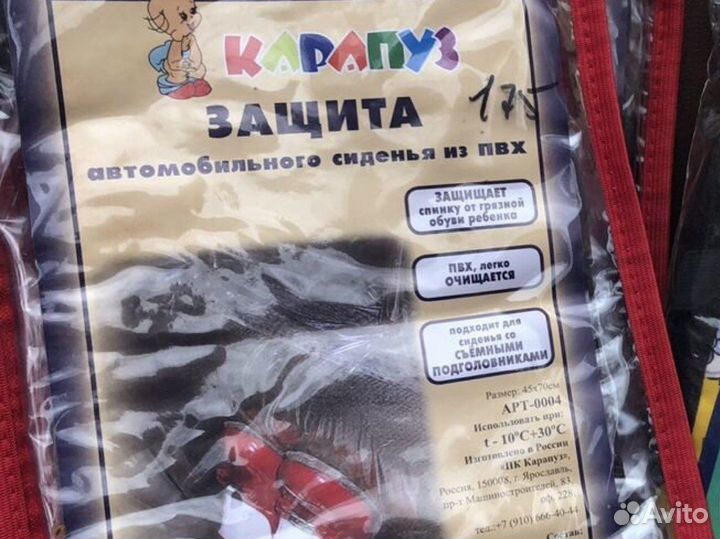 КАРАПУЗ
ЗАЩИТА
175
автомобильного сиденья из ПВХ
ЗАЩИЩАЕТ
спинку от грязной
обуви ребенка
ПВХ, легко
ОЧИЩАЕТСЯ
подходит для
сиденья со
СЪЁМНЫМИ
ПОДГОЛОВНИКАМИ
Размер: 45х70см
АРТ-0004
Использовать при:
t - 10°C+30°C
Изготовлено в России
«ПК Карапуз»,
Россия, 150008, г. Ярославль,
пр-т Машиностроителей, 83,
оф. 228,
тел.:+7 (910) 666-40-44
Состав:
Avito